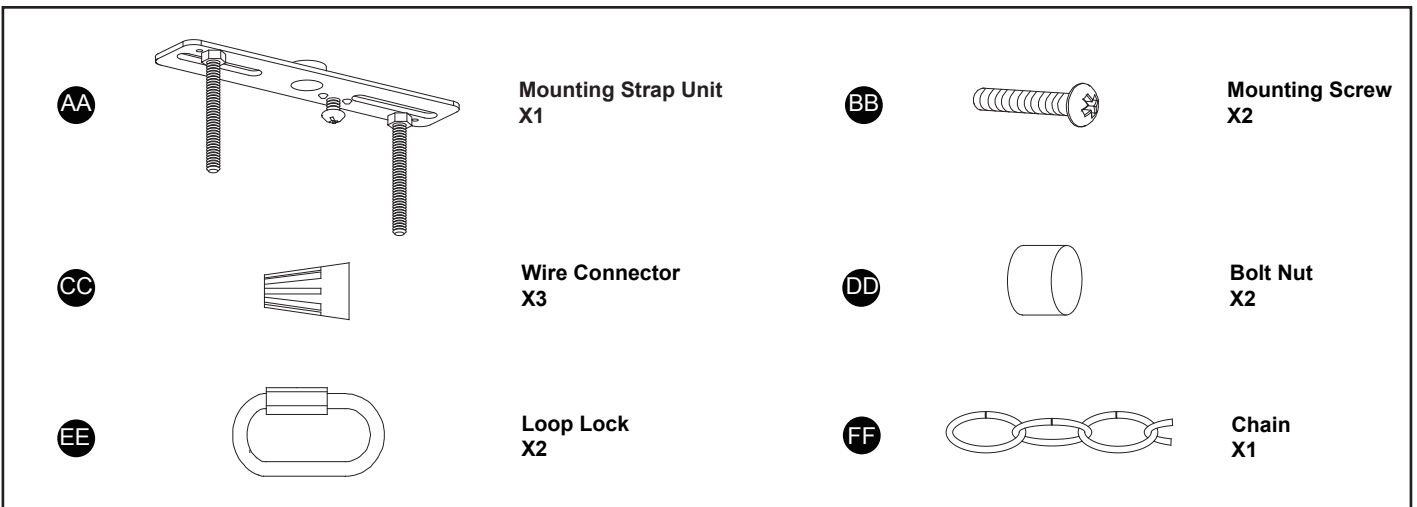 AA
Mounting Strap Unit
X1
BB
Mounting Screw
X2
CC
Wire Connector
X3
DD
Bolt Nut
X2
EE
Loop Lock
X2
FF
Chain
X1